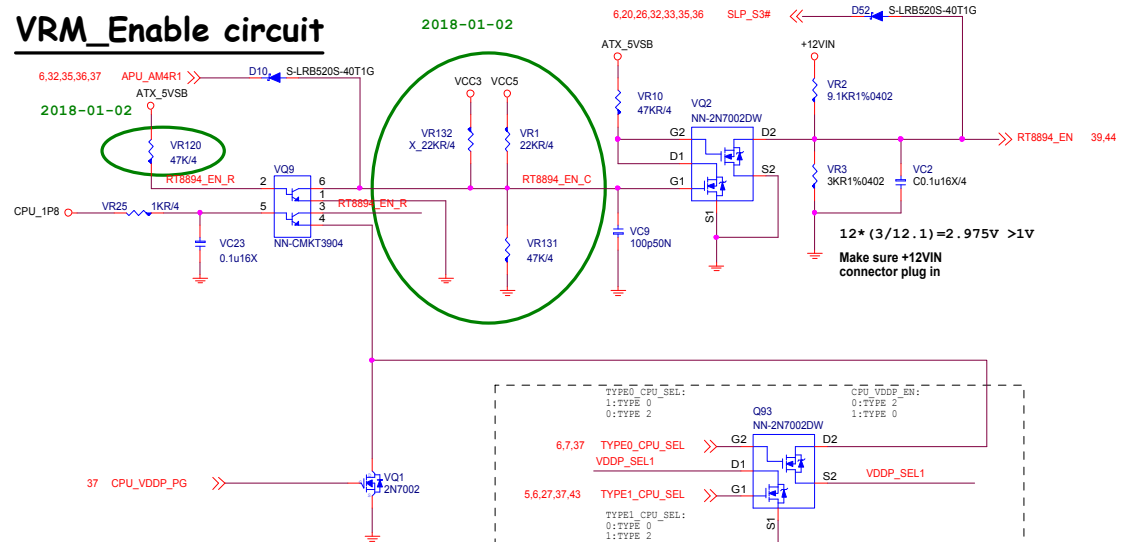 VRM_Enable circuit
2018-01-02
6,20,26,32,33,35,36 SLP_S3#
D52 S-LRB520S-40T1G
6,32,35,36,37 APU_AM4R1
D10 S-LRB520S-40T1G
ATX_5VSB
2018-01-02
VR120
47K/4
RT8894_EN_R
CPU_1P8
VR25 1KR/4
VC23
0.1u16X
VQ9
2 6
1
5 3
4
NN-CMKT3904
RT8894_EN_R
VCC3 VCC5
VR132
X_22KR/4
VR1
22KR/4
RT8894_EN_C
VR131
47K/4
VC9
100p50N
ATX_5VSB
VR10
47KR/4
VQ2
NN-2N7002DW
G2 D2
D1
S2
G1
S1
+12VIN
VR2
9.1KR1%0402
RT8894_EN 39,44
VR3
3KR1%0402
VC2
C0.1u16X/4
12*(3/12.1)=2.975V >1V
Make sure +12VIN
connector plug in
37 CPU_VDDP_PG
VQ1
2N7002
TYPE0_CPU_SEL:
1:TYPE 0
0:TYPE 2
CPU_VDDP_EN:
0:TYPE 2
1:TYPE 0
Q93
NN-2N7002DW
6,7,37 TYPE0_CPU_SEL
G2 D2
VDDP_SEL1
D1
S2
VDDP_SEL1
5,6,27,37,43 TYPE1_CPU_SEL
G1
S1
TYPE1_CPU_SEL:
0:TYPE 0
1:TYPE 2